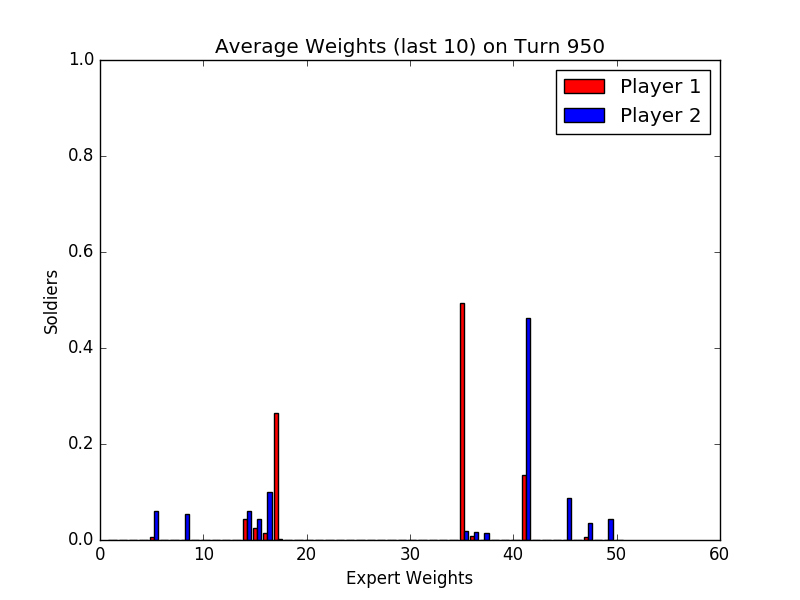 Average Weights (last 10) on Turn 950
1.0
Player 1
Player 2
0.8
0.6
Soldiers
0.4
0.2
0.0
0 10 20 30 40 50 60
Expert Weights